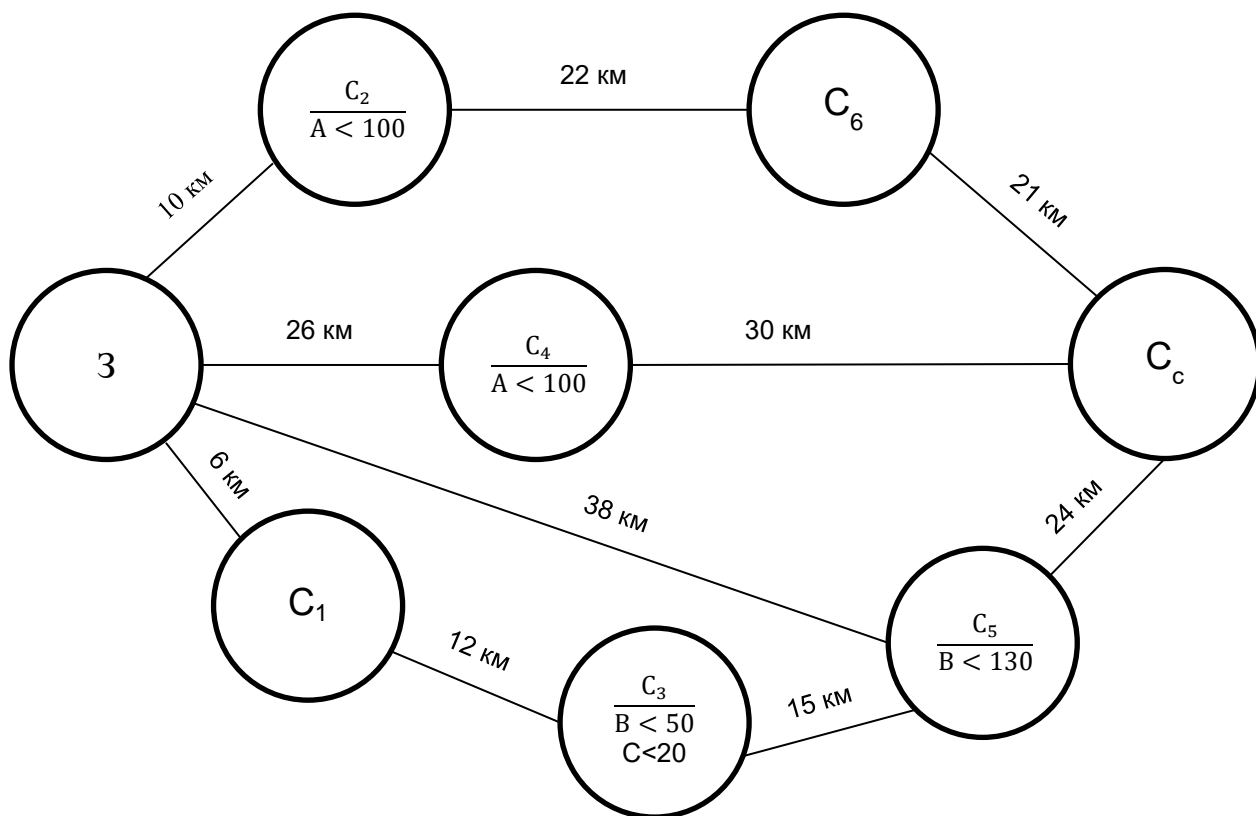 C₂
A < 100
22 км
C₆
10 км
21 км
З
26 км
C₄
A < 100
30 км
C_c
6 км
38 км
24 км
C₁
12 км
C₃
B < 50
C<20
15 км
C₅
B < 130